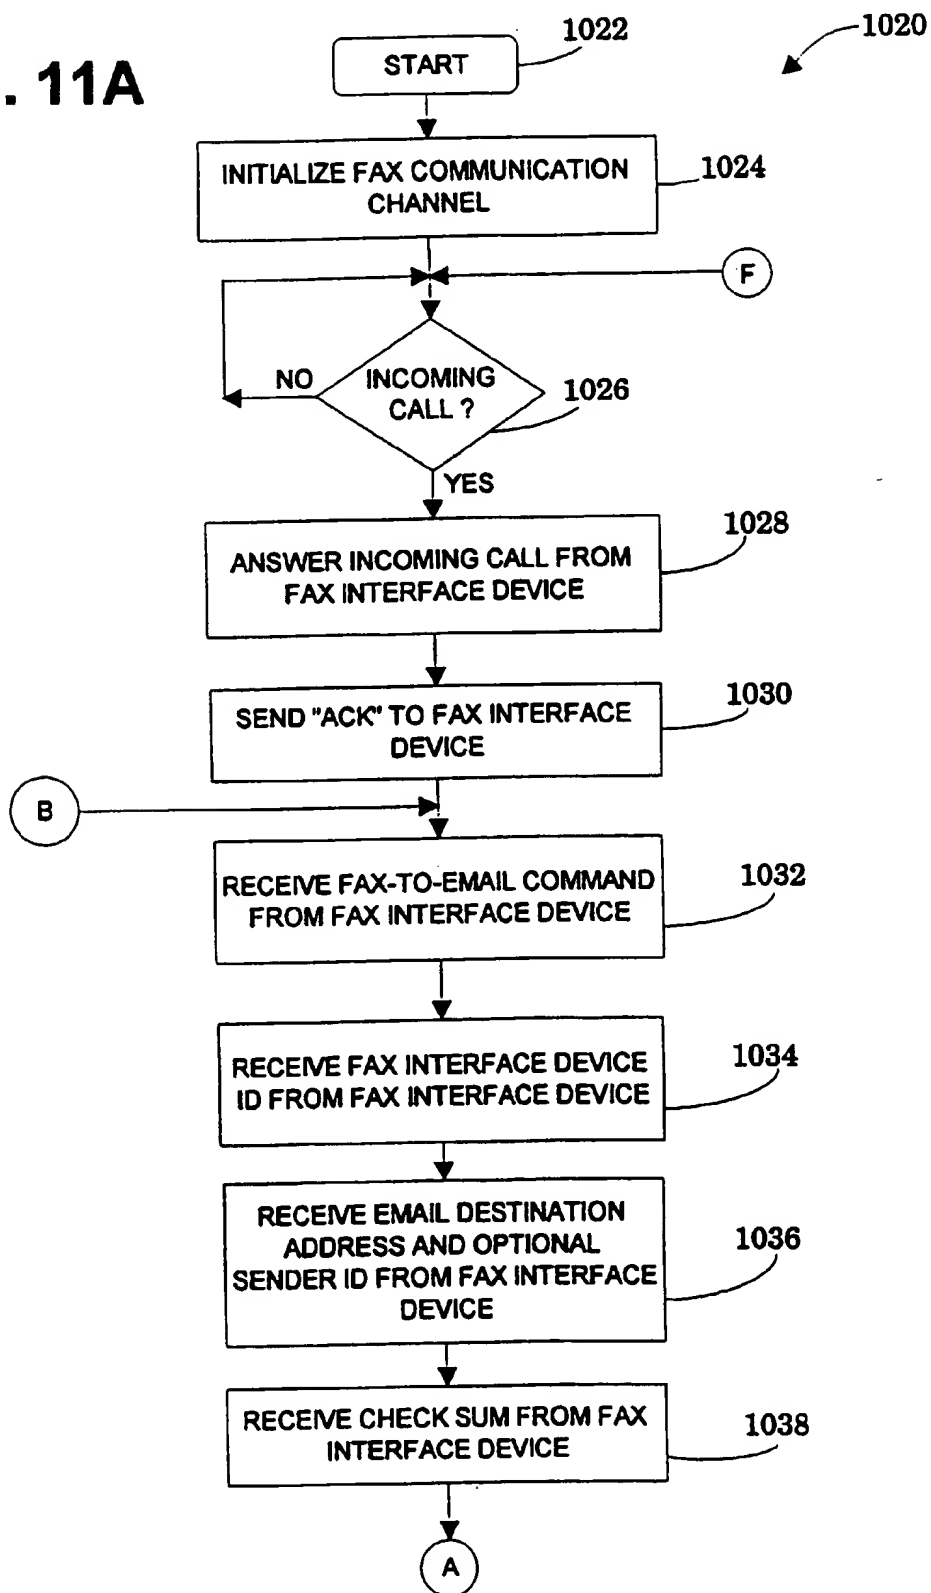 . 11A
1020
START
1022
INITIALIZE FAX COMMUNICATION
CHANNEL
1024
F
NO
INCOMING
CALL ?
1026
YES
ANSWER INCOMING CALL FROM
FAX INTERFACE DEVICE
1028
SEND "ACK" TO FAX INTERFACE
DEVICE
1030
B
RECEIVE FAX-TO-EMAIL COMMAND
FROM FAX INTERFACE DEVICE
1032
RECEIVE FAX INTERFACE DEVICE
ID FROM FAX INTERFACE DEVICE
1034
RECEIVE EMAIL DESTINATION
ADDRESS AND OPTIONAL
SENDER ID FROM FAX INTERFACE
DEVICE
1036
RECEIVE CHECK SUM FROM FAX
INTERFACE DEVICE
1038
A